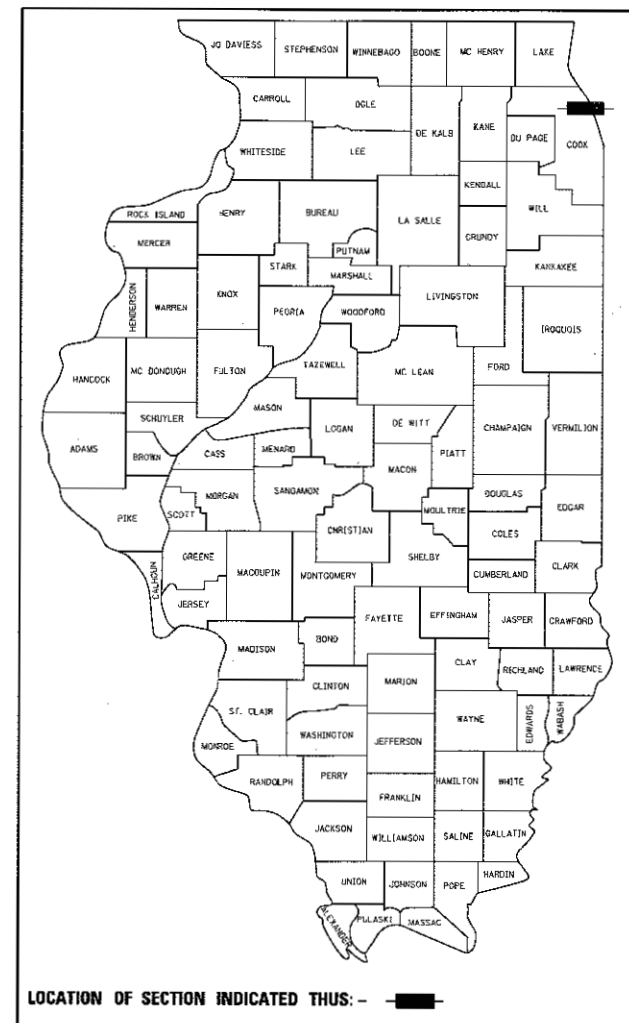 JO DAVIESS STEPHENSON WINNEBAGO BOONE MC HENRY LAKE
CARROLL OGLE DE KALB KANE DU PAGE COOK
WHITESIDE LEE
KENDALL WILL
ROCK ISLAND HENRY BUREAU LA SALLE GRUNDY
MERCER PUTNAM KANKAKEE
STARK MARSHALL
HENDERSON WARREN KNOX PEORIA WOODFORD LIVINGSTON IROQUOIS
HANCOCK MC DONOUGH FULTON TAZEWELL MC LEAN FORD
SCHUYLER MASON LOGAN DE WITT CHAMPAIGN VERMILION
ADAMS BROWN CASS MENARD MACON PIATT
PIKE SCOTT MORGAN SANGAMON CHRISTIAN MOULTRIE DOUGLAS EDGAR
COLES
CALHOUN GREENE MACOUPIN MONTGOMERY SHELBY CUMBERLAND CLARK
JERSEY FAYETTE EFFINGHAM JASPER CRAWFORD
MADISON BOND CLAY RICHLAND LAWRENCE
CLINTON MARION
ST. CLAIR WASHINGTON JEFFERSON WAYNE EDWARDS WABASH
MONROE
RANDOLPH PERRY FRANKLIN HAMILTON WHITE
JACKSON WILLIAMSON SALINE GALLATIN
UNION JOHNSON POPE HARDIN
ALEXANDER PULASKI MASSAC
LOCATION OF SECTION INDICATED THUS: -